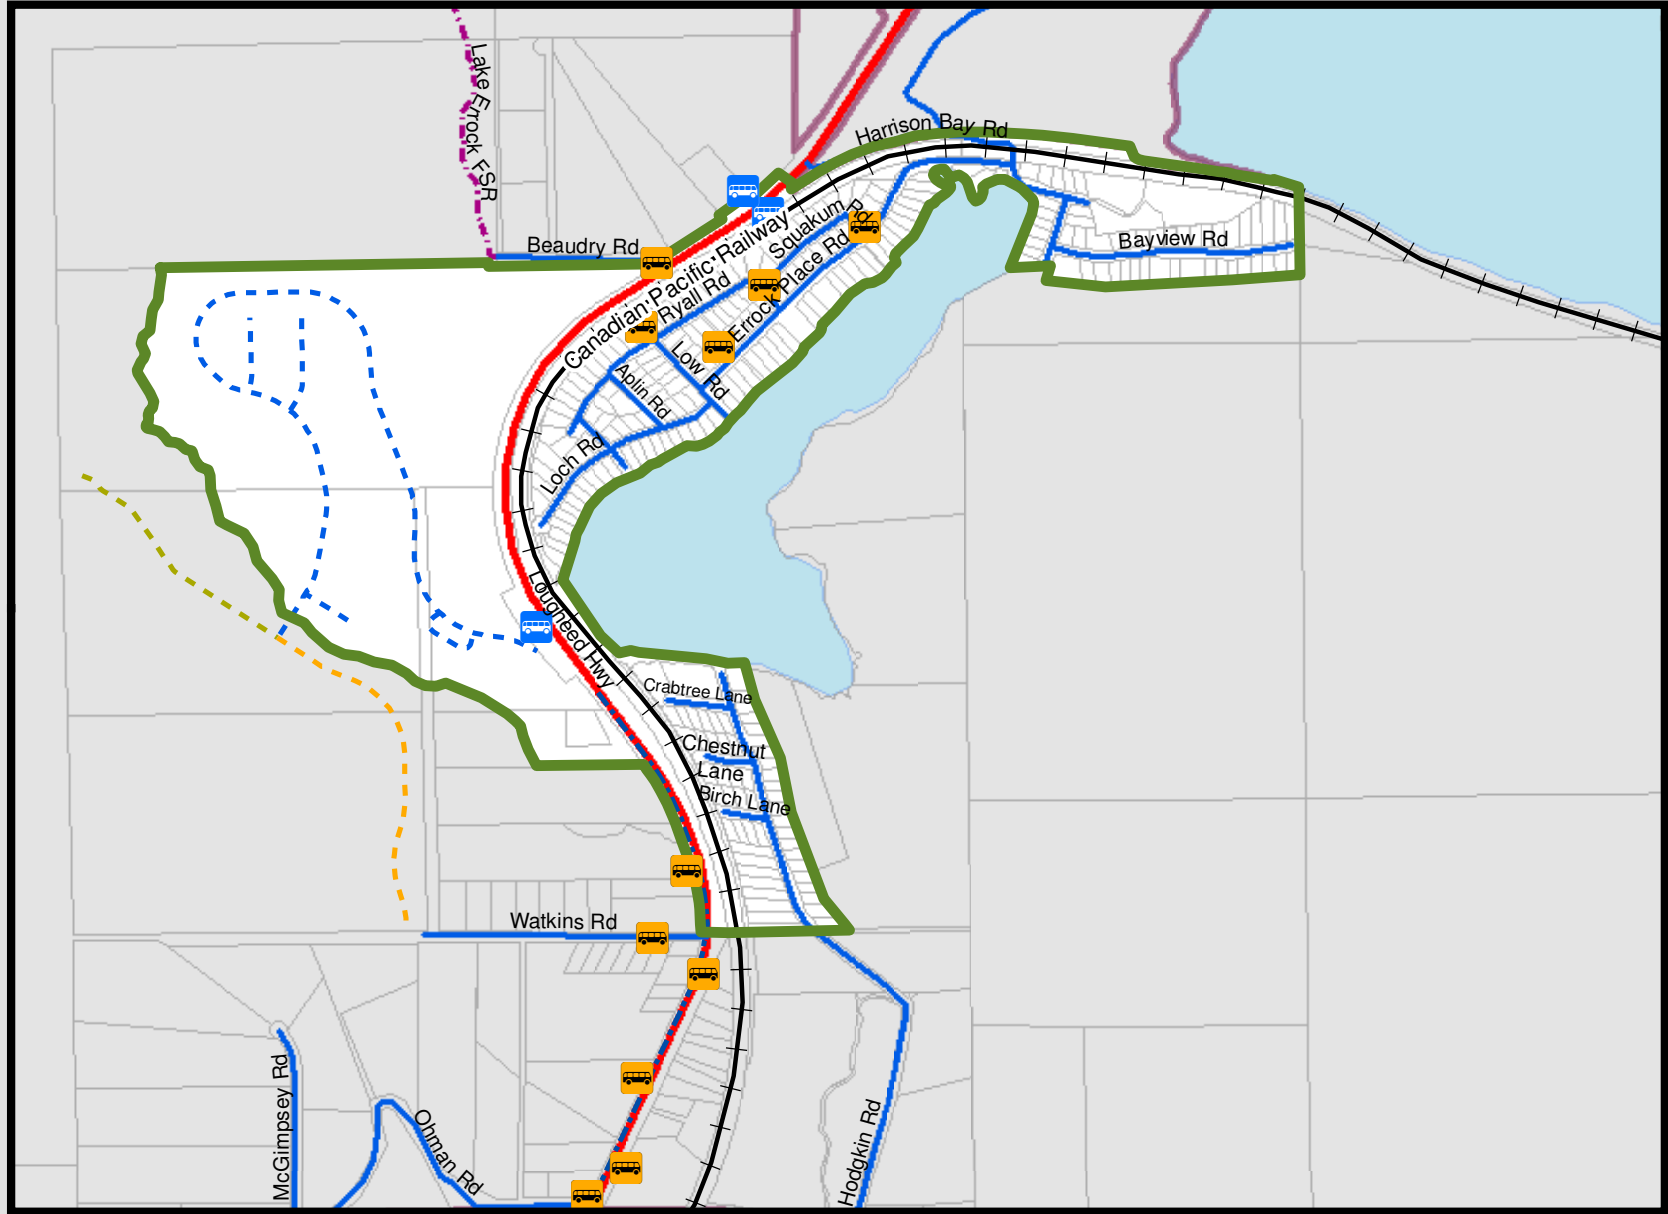 Lake Errock FSR
Harrison Bay Rd
Beaudry Rd
Canadian Pacific Railway
Squakum Rd
Bayview Rd
Ryall Rd
Errock Place Rd
Low Rd
Aplin Rd
Loch Rd
Lougheed Hwy
Crabtree Lane
Chestnut
Lane
Birch Lane
Watkins Rd
McGimpsey Rd
Ohman Rd
Hodgkin Rd